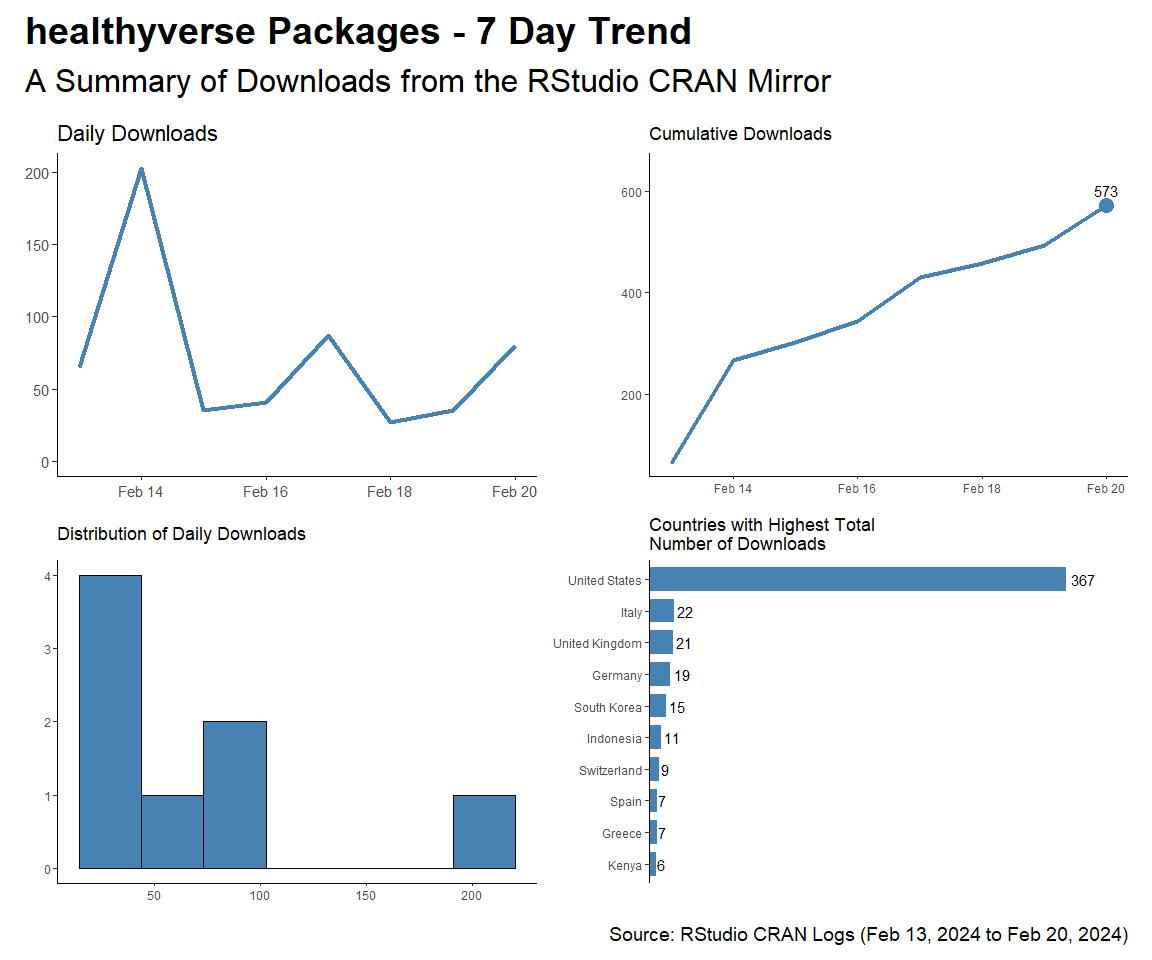 healthyverse Packages - 7 Day Trend
A Summary of Downloads from the RStudio CRAN Mirror
Daily Downloads
200
150
100
50
0
Feb 14
Feb 16
Feb 18
Feb 20
Cumulative Downloads
600
400
200
573
Feb 14
Feb 16
Feb 18
Feb 20
Distribution of Daily Downloads
4
3
2
1
0
50
100
150
200
Countries with Highest Total
Number of Downloads
United States 367
Italy 22
United Kingdom 21
Germany 19
South Korea 15
Indonesia 11
Switzerland 9
Spain 7
Greece 7
Kenya 6
Source: RStudio CRAN Logs (Feb 13, 2024 to Feb 20, 2024)